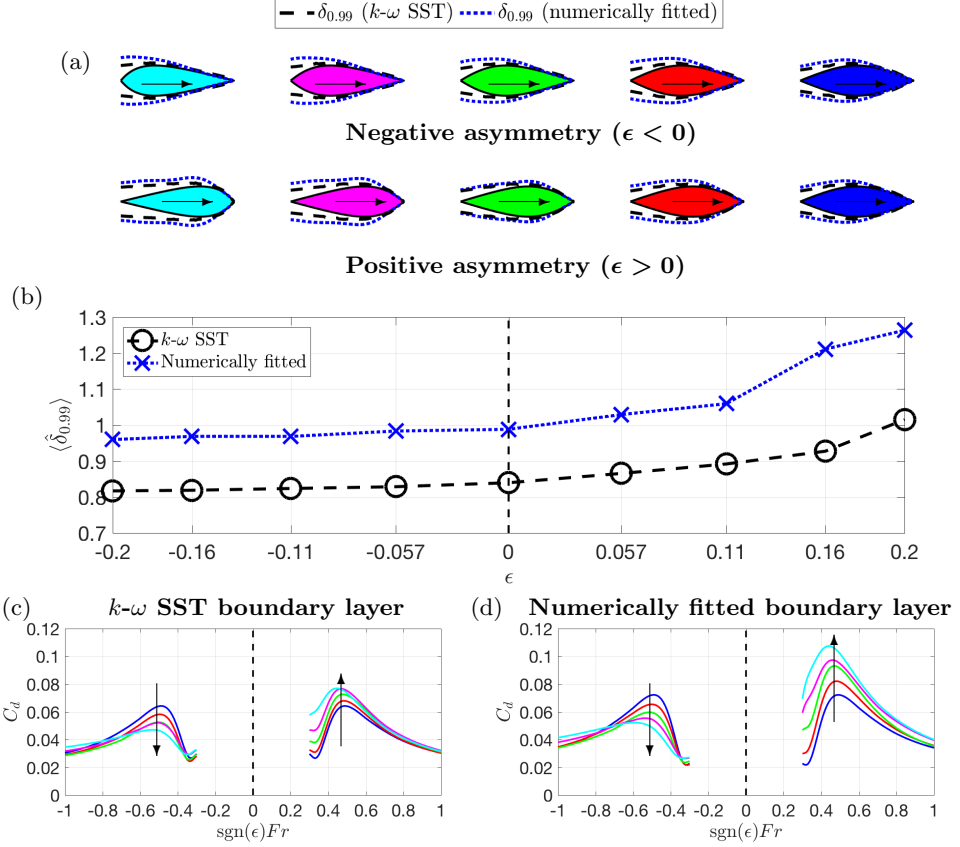 δ0.99 (k-ω SST) δ0.99 (numerically fitted)
(a)
Negative asymmetry (ϵ < 0)
Positive asymmetry (ϵ > 0)
(b)
1.3
1.2
1.1
1
0.9
0.8
0.7
⟨δ̂0.99⟩
k-ω SST
Numerically fitted
-0.2 -0.16 -0.11 -0.057 0 0.057 0.11 0.16 0.2
ϵ
(c) k-ω SST boundary layer
0.12
0.1
0.08
0.06
0.04
0.02
0
Cd
-1 -0.8 -0.6 -0.4 -0.2 0 0.2 0.4 0.6 0.8 1
sgn(ϵ)Fr
(d) Numerically fitted boundary layer
0.12
0.1
0.08
0.06
0.04
0.02
0
Cd
-1 -0.8 -0.6 -0.4 -0.2 0 0.2 0.4 0.6 0.8 1
sgn(ϵ)Fr